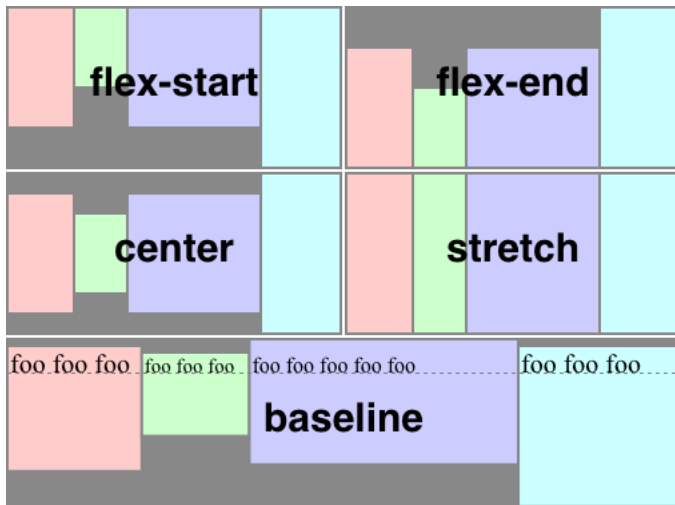 flex-start
flex-end
center
stretch
foo foo foo
foo foo foo
foo foo foo foo foo
foo foo foo
baseline